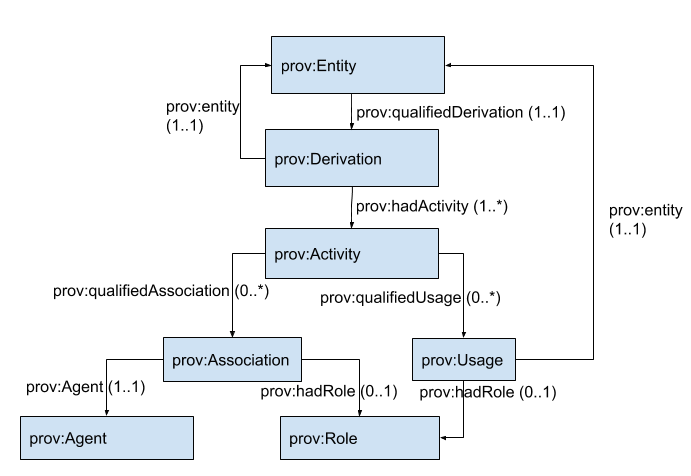 prov:Entity
prov:entity
(1..1)
prov:qualifiedDerivation (1..1)
prov:Derivation
prov:hadActivity (1..*)
prov:entity
(1..1)
prov:Activity
prov:qualifiedAssociation (0..*)
prov:qualifiedUsage (0..*)
prov:Association
prov:Usage
prov:Agent (1..1)
prov:hadRole (0..1)
prov:hadRole (0..1)
prov:Agent
prov:Role